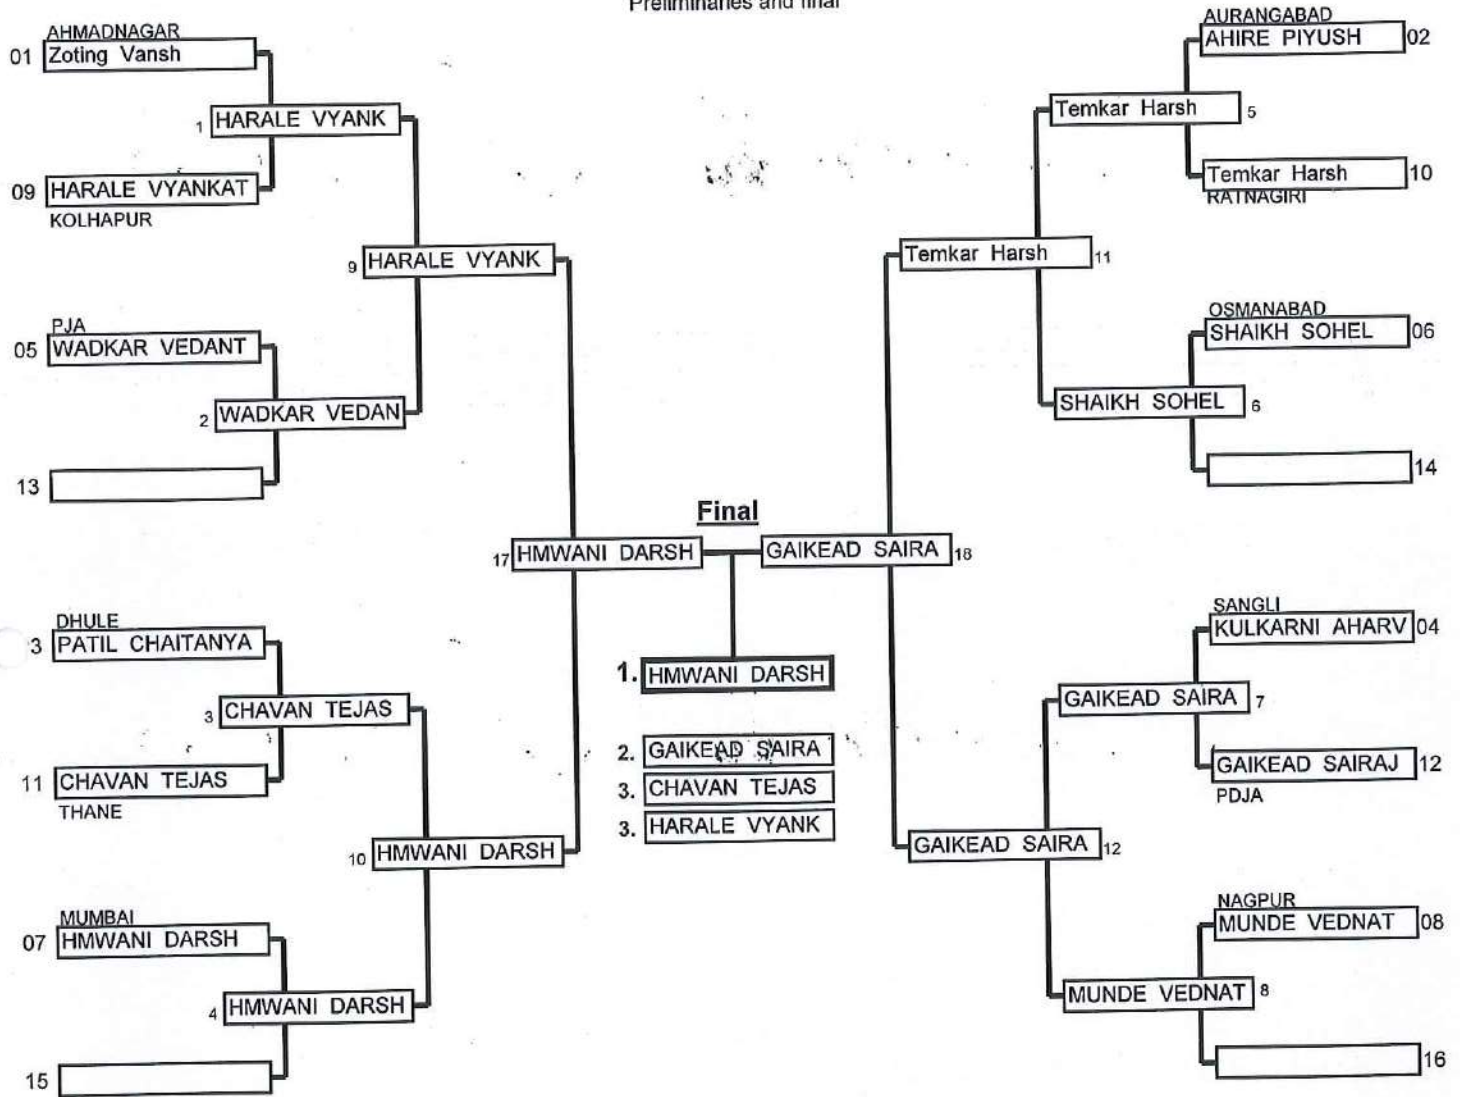 Preliminaries and final
AHMADNAGAR
01 Zoting Vansh
1 HARALE VYANK
09 HARALE VYANKAT
KOLHAPUR
9 HARALE VYANK
PJA
05 WADKAR VEDANT
2 WADKAR VEDAN
13
17 HMWANI DARSH
DHULE
3 PATIL CHAITANYA
3 CHAVAN TEJAS
11 CHAVAN TEJAS
THANE
10 HMWANI DARSH
MUMBAI
07 HMWANI DARSH
4 HMWANI DARSH
15
Final
1. HMWANI DARSH
2. GAIKEAD SAIRA
3. CHAVAN TEJAS
3. HARALE VYANK
AURANGABAD
AHIRE PIYUSH 02
Temkar Harsh 5
Temkar Harsh 10
RATNAGIRI
Temkar Harsh 11
OSMANABAD
SHAIKH SOHEL 06
SHAIKH SOHEL 6
14
GAIKEAD SAIRA 18
SANGLI
KULKARNI AHARV 04
GAIKEAD SAIRA 7
GAIKEAD SAIRAJ 12
PDJA
GAIKEAD SAIRA 12
NAGPUR
MUNDE VEDNAT 08
MUNDE VEDNAT 8
16